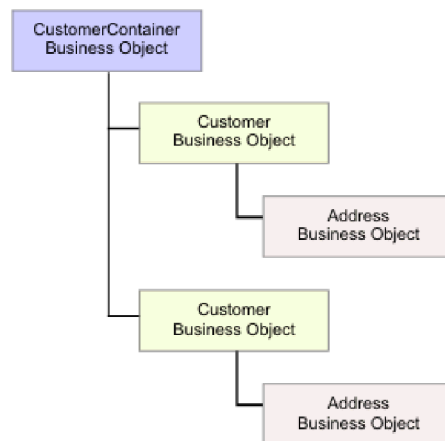 CustomerContainer
Business Object
Customer
Business Object
Address
Business Object
Customer
Business Object
Address
Business Object